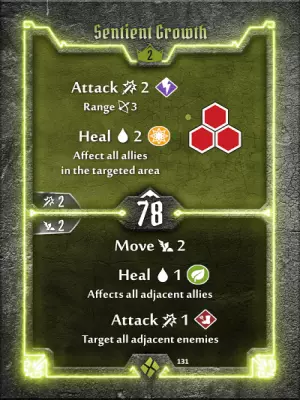 Sentient Growth
2
Attack 2
Range 3
Heal 2
Affect all allies
in the targeted area
2
78
2
Move 2
Heal 1
Affects all adjacent allies
Attack 1
Target all adjacent enemies
131